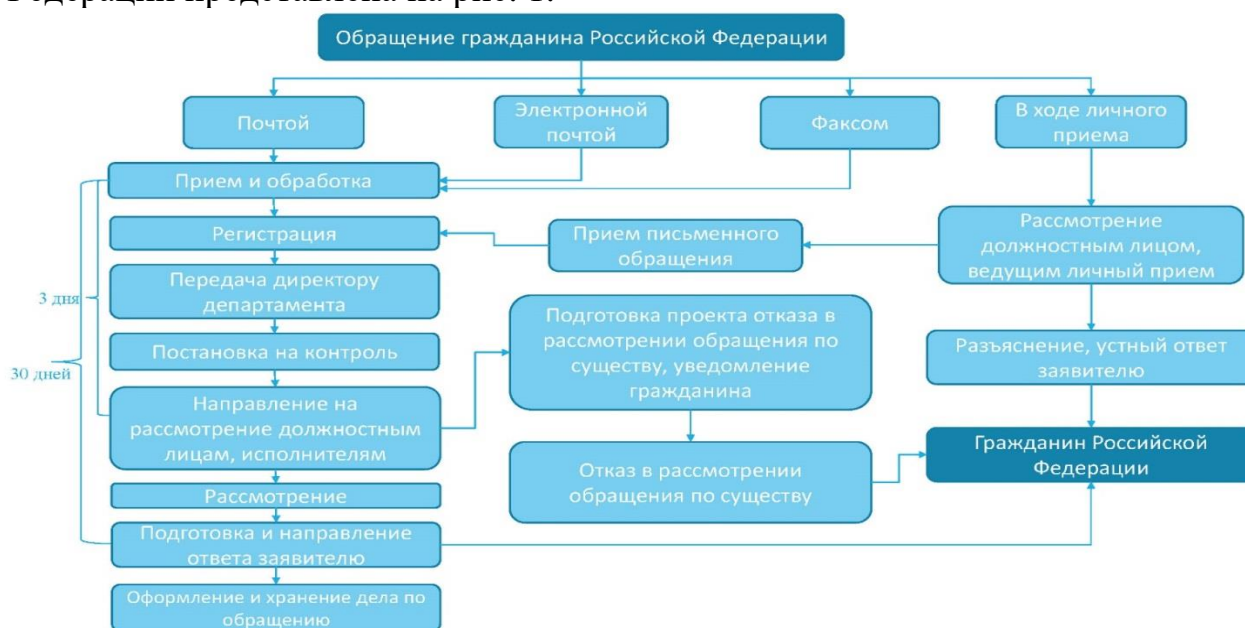 Федерации представлена на рис. 1.
Обращение гражданина Российской Федерации
Почтой
Электронной
почтой
Факсом
В ходе личного
приема
Прием и обработка
Регистрация
Прием письменного
обращения
Рассмотрение
должностным лицом,
ведущим личный прием
Передача директору
департамента
3 дня
Постановка на контроль
30 дней
Подготовка проекта отказа в
рассмотрении обращения по
существу, уведомление
гражданина
Разъяснение, устный ответ
заявителю
Направление на
рассмотрение должностным
лицам, исполнителям
Отказ в рассмотрении
обращения по существу
Гражданин Российской
Федерации
Рассмотрение
Подготовка и направление
ответа заявителю
Оформление и хранение дела по
обращению